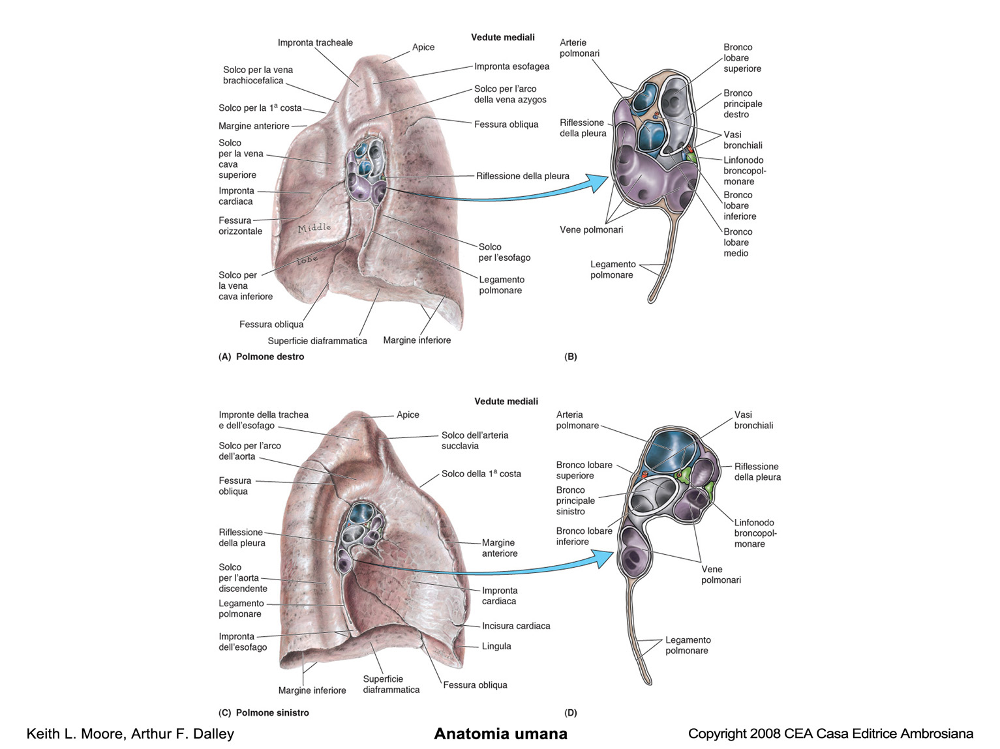 Vedute mediali
Impronta tracheale
Apice
Solco per la vena
brachiocefalica
Impronta esofagea
Solco per l'arco
della vena azygos
Solco per la 1ª costa
Margine anteriore
Fessura obliqua
Solco
per la vena
cava
superiore
Riflessione della pleura
Impronta
cardiaca
Fessura
orizzontale
Middle
lobe
Solco
per l'esofago
Solco per
la vena
cava inferiore
Legamento
polmonare
Fessura obliqua
Superficie diaframmatica
Margine inferiore
(A) Polmone destro
Arterie
polmonari
Bronco
lobare
superiore
Bronco
principale
destro
Riflessione
della pleura
Vasi
bronchiali
Linfonodo
broncopol-
monare
Bronco
lobare
inferiore
Vene polmonari
Bronco
lobare
medio
Legamento
polmonare
(B)
Vedute mediali
Impronte della trachea
e dell'esofago
Apice
Solco dell'arteria
succlavia
Solco per l'arco
dell'aorta
Solco della 1ª costa
Fessura
obliqua
Riflessione
della pleura
Margine
anteriore
Solco
per l'aorta
discendente
Impronta
cardiaca
Legamento
polmonare
Incisura cardiaca
Impronta
dell'esofago
Lingula
Superficie
diaframmatica
Fessura obliqua
Margine inferiore
(C) Polmone sinistro
Arteria
polmonare
Vasi
bronchiali
Bronco lobare
superiore
Riflessione
della pleura
Bronco
principale
sinistro
Bronco lobare
inferiore
Linfonodo
broncopol-
monare
Vene
polmonari
Legamento
polmonare
(D)
Keith L. Moore, Arthur F. Dalley
Anatomia umana
Copyright 2008 CEA Casa Editrice Ambrosiana